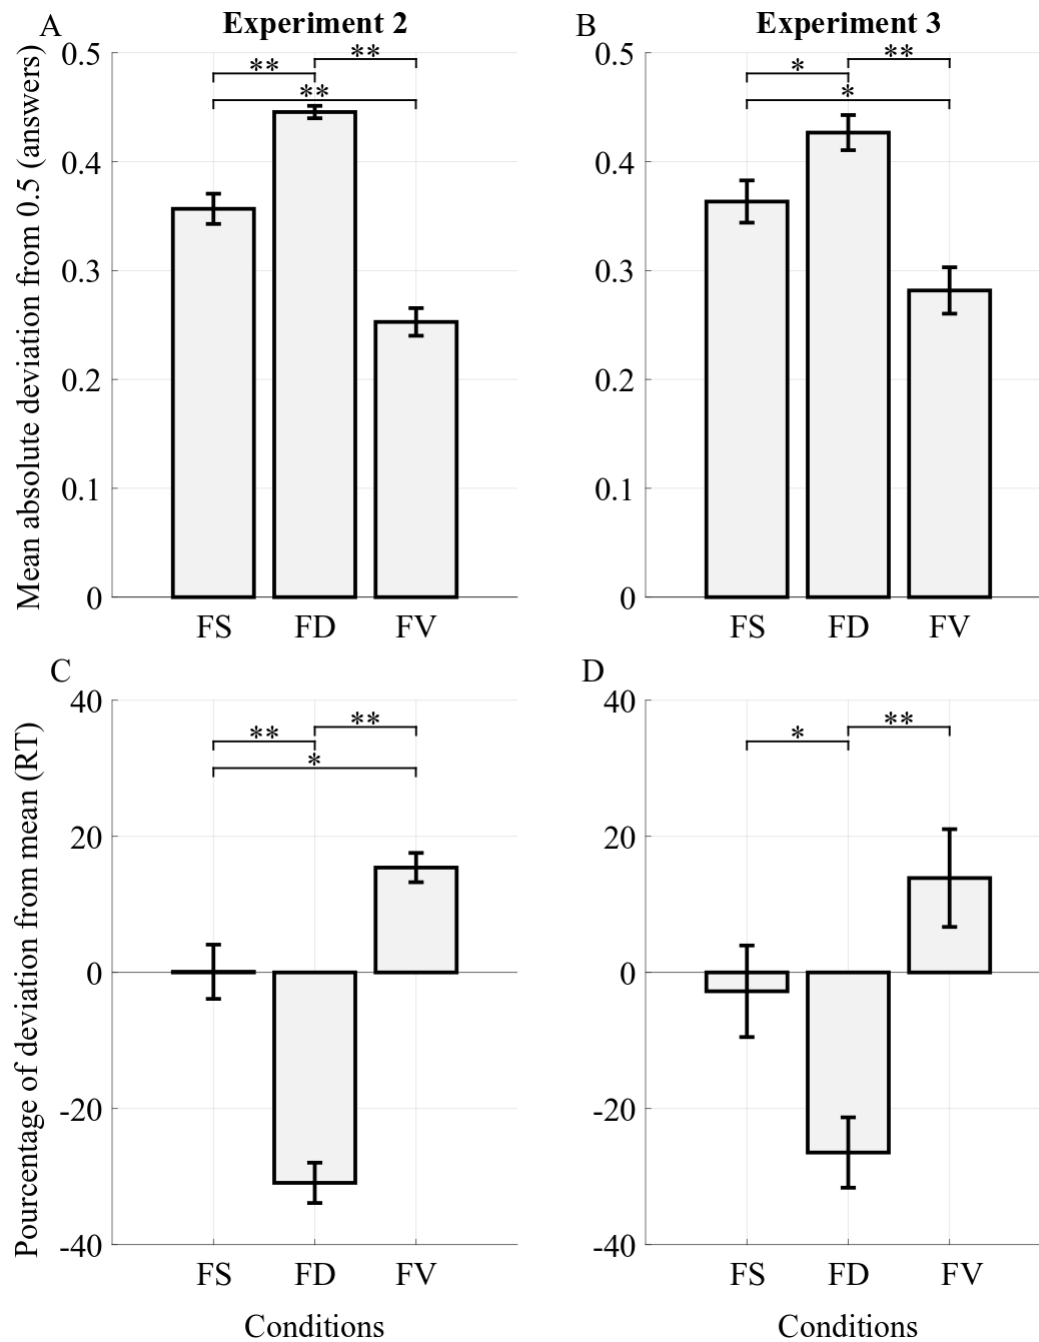 A
Experiment 2
Mean absolute deviation from 0.5 (answers)
0.5
0.4
0.3
0.2
0.1
0
**
**
**
FS FD FV
B
Experiment 3
0.5
0.4
0.3
0.2
0.1
0
**
*
*
FS FD FV
C
Pourcentage of deviation from mean (RT)
40
20
0
-20
-40
**
**
*
FS FD FV
Conditions
D
40
20
0
-20
-40
**
*
FS FD FV
Conditions